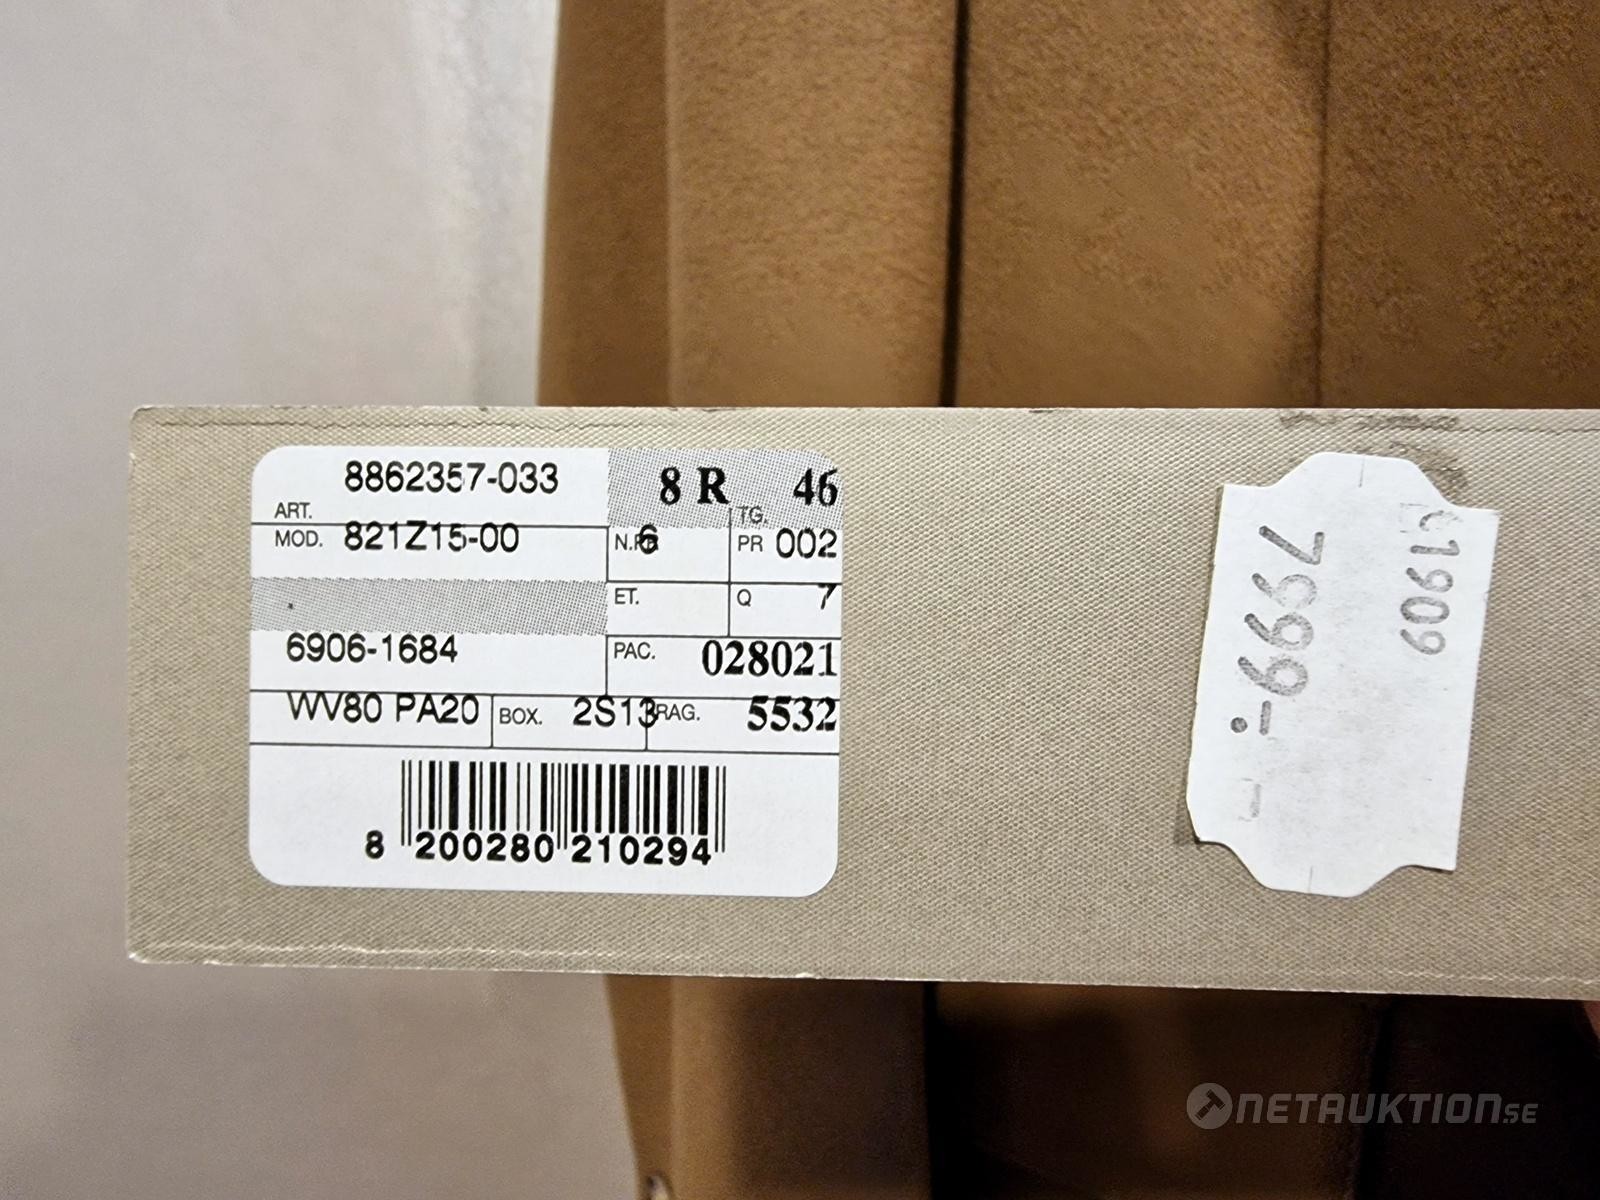 8862357-033
8 R 46
ART.
TG.
MOD. 821Z15-00
6
PR 002
ET.
Q 7
6906-1684
PAC. 028021
WV80 PA20
BOX. 2S13
RAG. 5532
8 200280 210294
7999:-
1909
NETAUKTION.SE